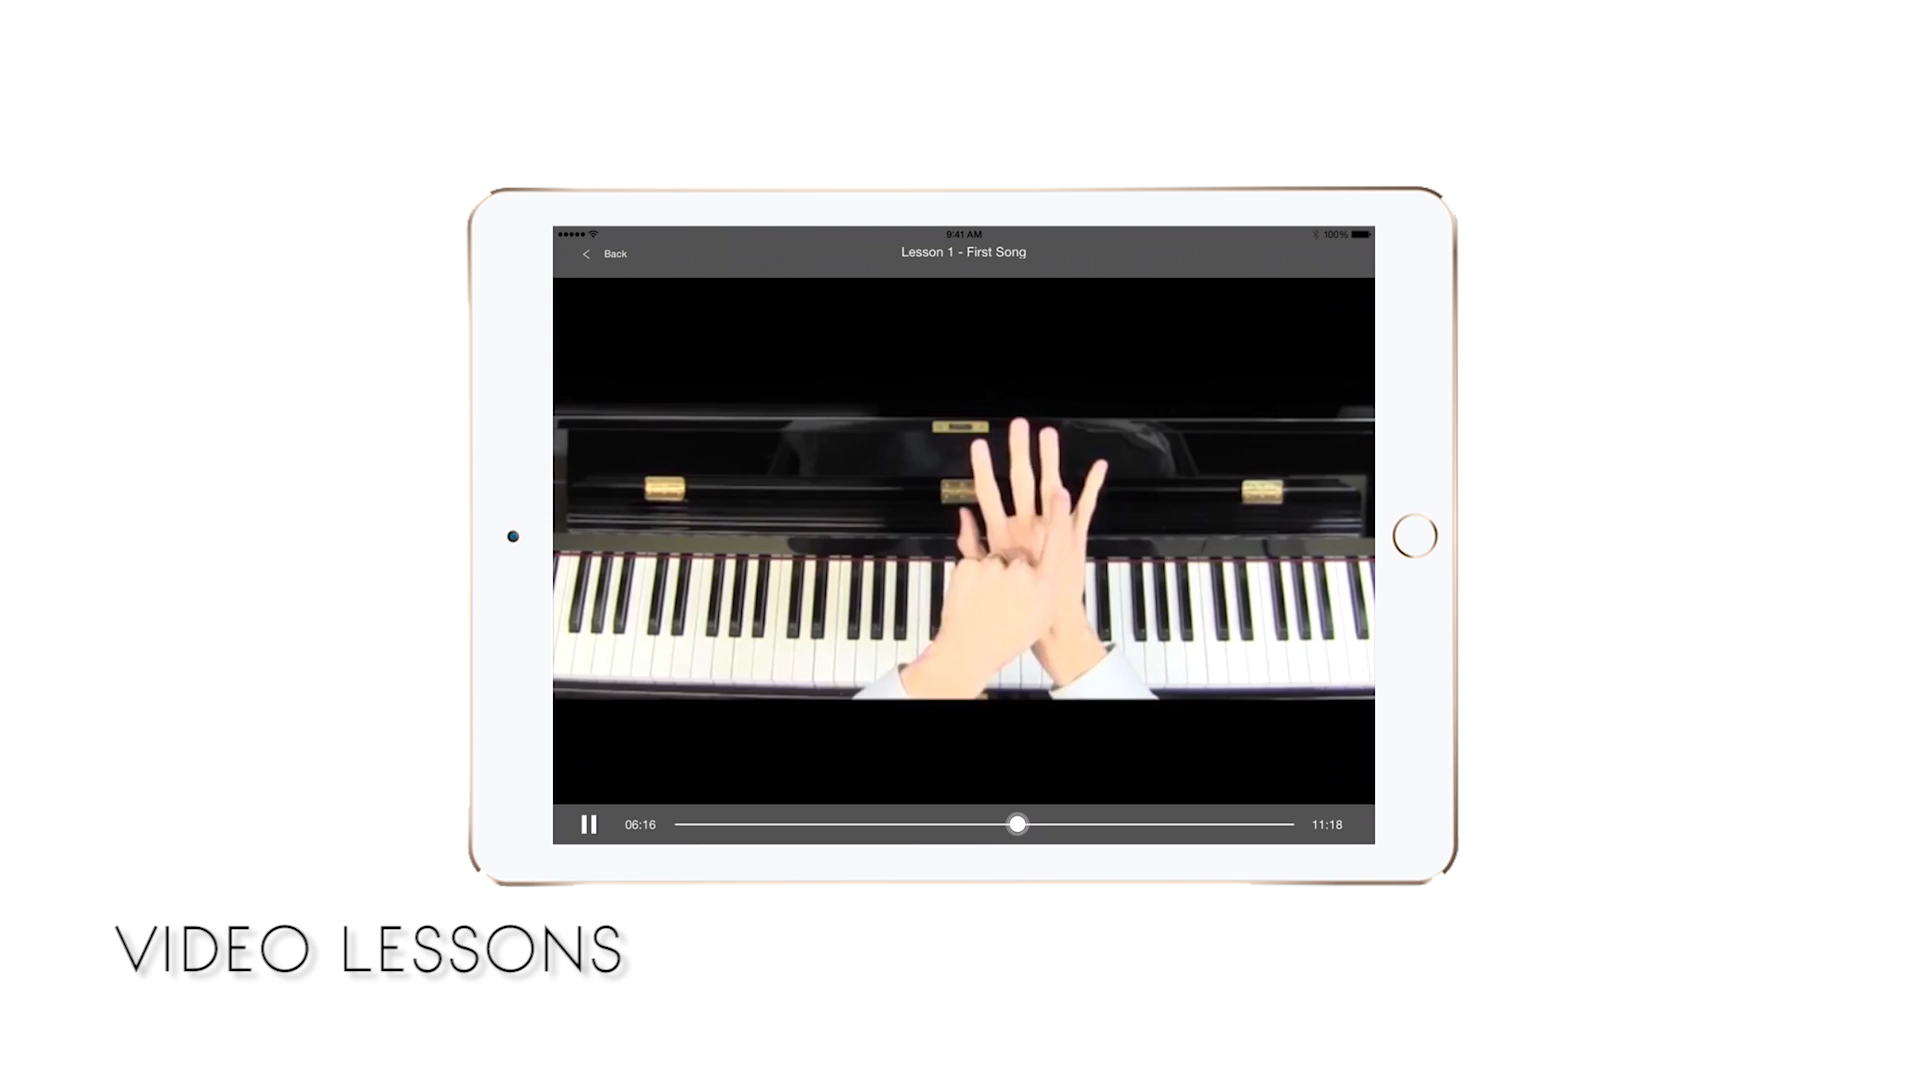 9:41 AM
100%
Back
Lesson 1 - First Song
06:16
11:18
VIDEO LESSONS